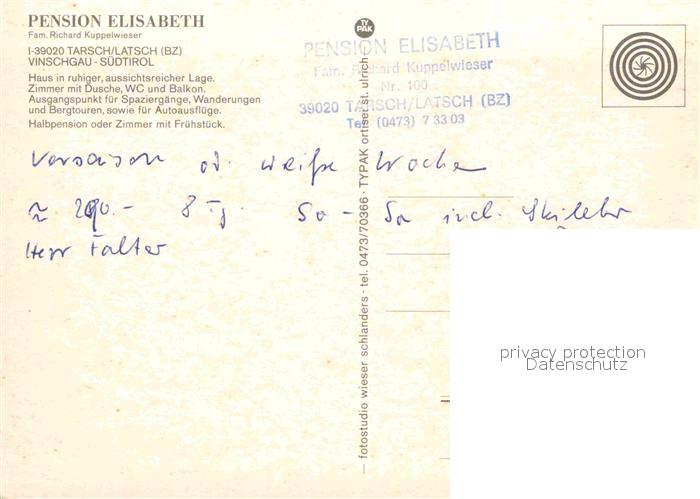 PENSION ELISABETH
Fam. Richard Kuppelwieser
I-39020 TARSCH/LATSCH (BZ)
VINSCHGAU - SÜDTIROL
Haus in ruhiger, aussichtsreicher Lage.
Zimmer mit Dusche, WC und Balkon.
Ausgangspunkt für Spaziergänge, Wanderungen
und Bergtouren, sowie für Autoausflüge.
Halbpension oder Zimmer mit Frühstück.
TYPAK
PENSION ELISABETH
Fam. Richard Kuppelwieser
Nr. 100
39020 TARSCH/LATSCH (BZ)
Tel. (0473) 7 33 03
Vorsaison od. weiße Woche
≈ 290.- 8 Tg. So - So incl. Skilehr
Herr Falter
fotostudio wieser schlanders · tel. 0473/70366 · TYPAK ortisei/st. ulrich
privacy protection
Datenschutz